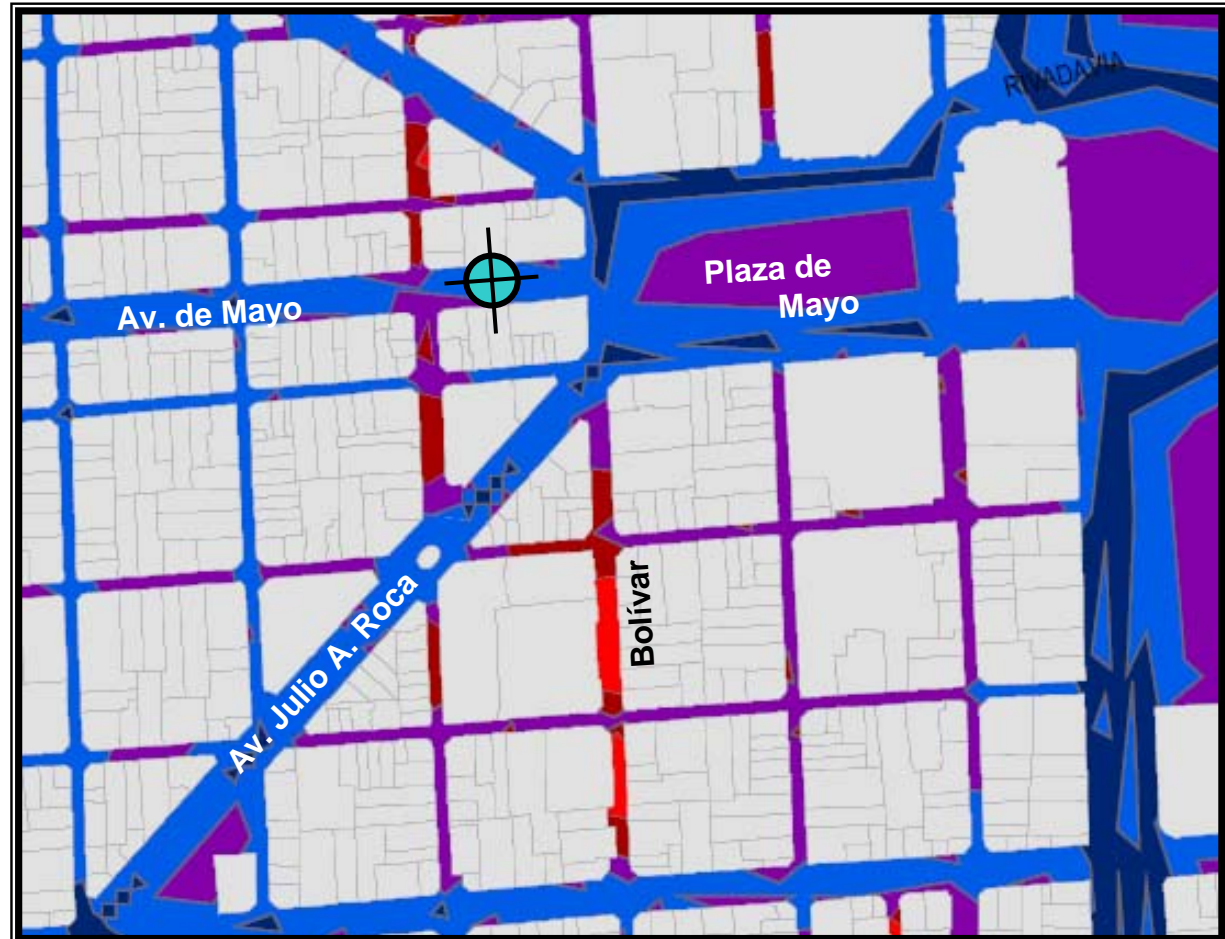 RIVADAVIA
Plaza de
Mayo
Av. de Mayo
Bolívar
Av. Julio A. Roca